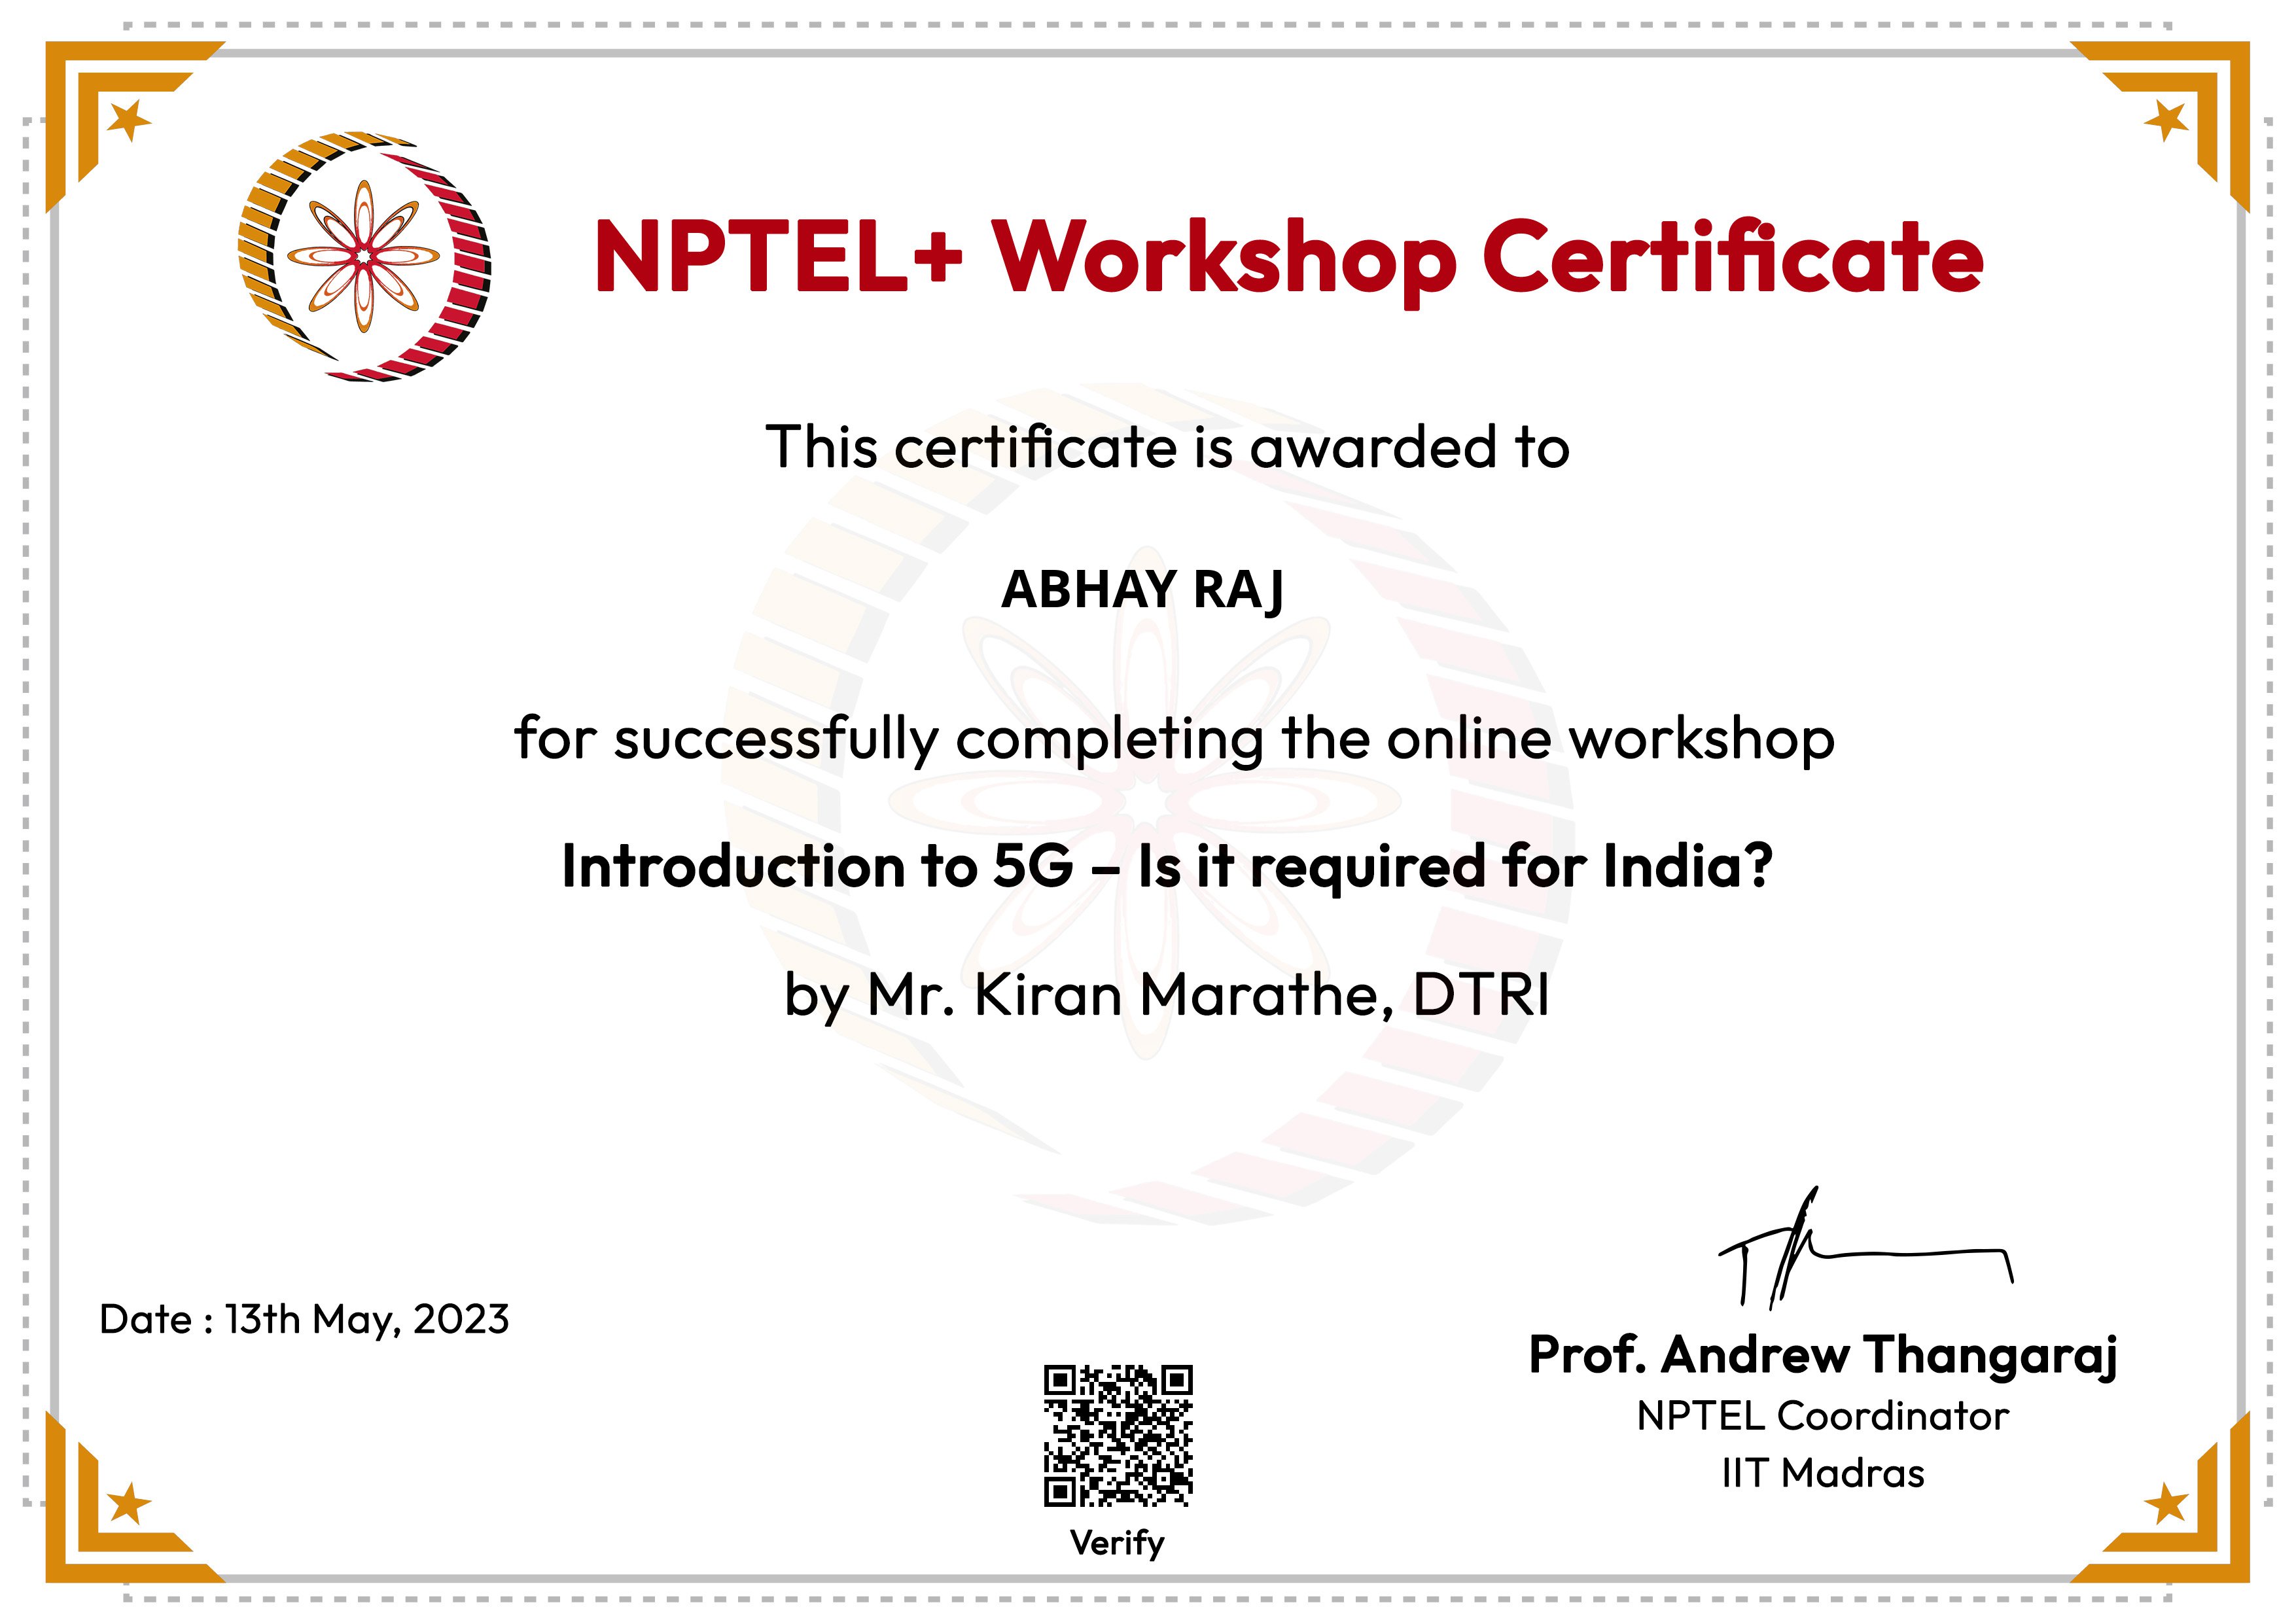 NPTEL+ Workshop Certificate
This certificate is awarded to
ABHAY RAJ
for successfully completing the online workshop
Introduction to 5G – Is it required for India?
by Mr. Kiran Marathe, DTRI
Date : 13th May, 2023
Prof. Andrew Thangaraj
NPTEL Coordinator
IIT Madras
Verify